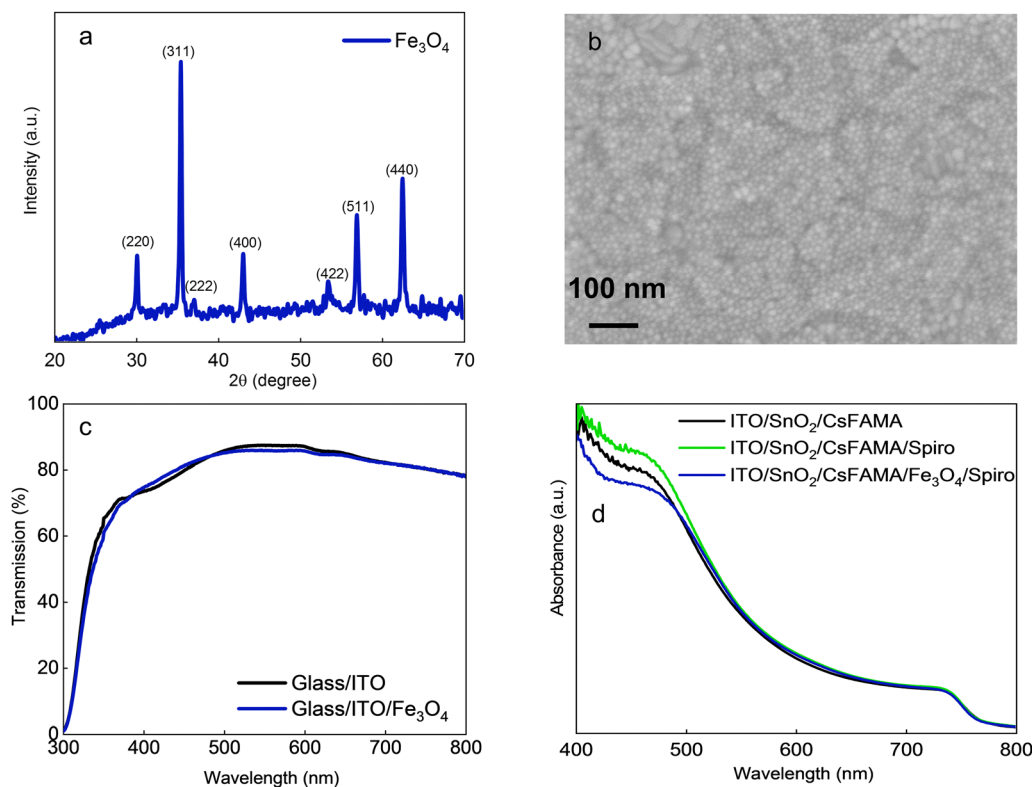 a
Fe₃O₄
(311)
(440)
(511)
(220)
(400)
(422)
(222)
Intensity (a.u.)
20 30 40 50 60 70
2θ (degree)
b
100 nm
c
100
80
60
40
20
0
Transmission (%)
Glass/ITO
Glass/ITO/Fe₃O₄
300 400 500 600 700 800
Wavelength (nm)
d
ITO/SnO₂/CsFAMA
ITO/SnO₂/CsFAMA/Spiro
ITO/SnO₂/CsFAMA/Fe₃O₄/Spiro
Absorbance (a.u.)
400 500 600 700 800
Wavelength (nm)